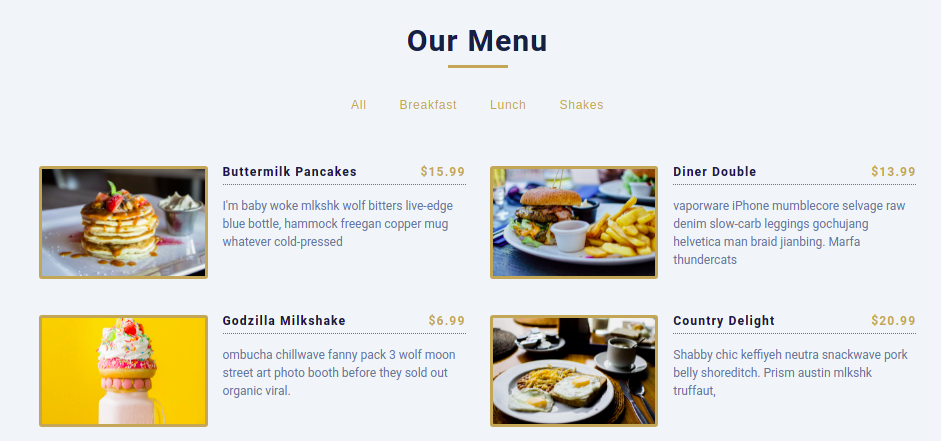 Our Menu
All Breakfast Lunch Shakes
Buttermilk Pancakes $15.99
I'm baby woke mlkshk wolf bitters live-edge
blue bottle, hammock freegan copper mug
whatever cold-pressed
Diner Double $13.99
vaporware iPhone mumblecore selvage raw
denim slow-carb leggings gochujang
helvetica man braid jianbing. Marfa
thundercats
Godzilla Milkshake $6.99
ombucha chillwave fanny pack 3 wolf moon
street art photo booth before they sold out
organic viral.
Country Delight $20.99
Shabby chic keffiyeh neutra snackwave pork
belly shoreditch. Prism austin mlkshk
truffaut,